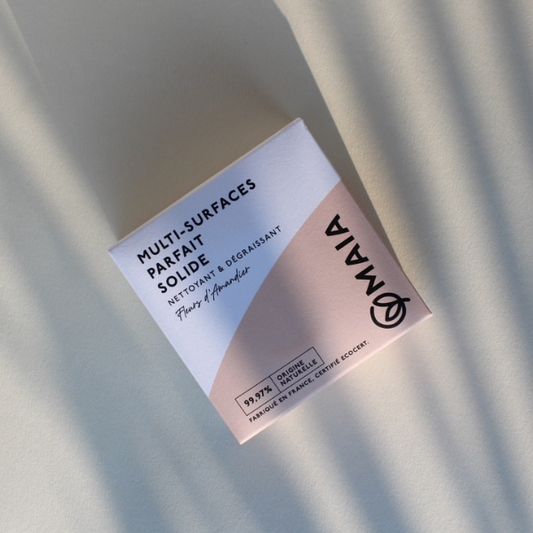 MULTI-SURFACES
PARFAIT
SOLIDE
NETTOYANT & DÉGRAISSANT
Fleurs d'Amandier
MAIA
99,97%
ORIGINE
NATURELLE
FABRIQUÉ EN FRANCE, CERTIFIÉ ECOCERT.